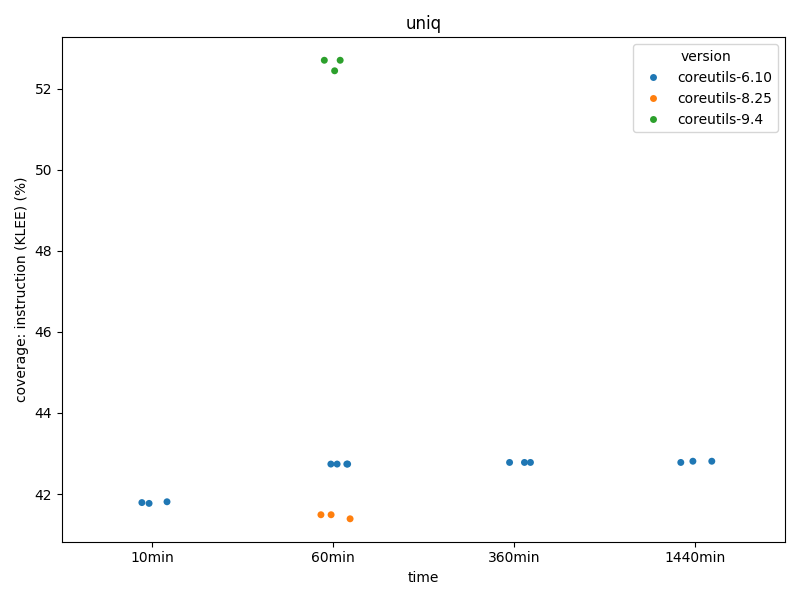 uniq
version
coreutils-6.10
coreutils-8.25
coreutils-9.4
coverage: instruction (KLEE) (%)
52
50
48
46
44
42
10min
60min
360min
1440min
time